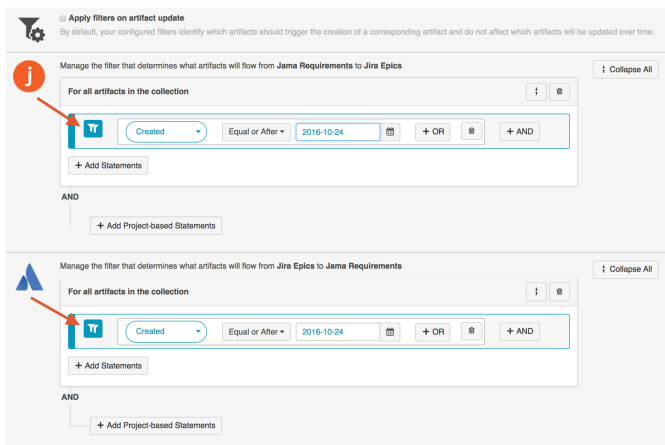 Apply filters on artifact update
By default, your configured filters identify which artifacts should trigger the creation of a corresponding artifact and do not affect which artifacts will be updated over time.
j
Manage the filter that determines what artifacts will flow from Jama Requirements to Jira Epics
Collapse All
For all artifacts in the collection
Created Equal or After 2016-10-24 + OR + AND
+ Add Statements
AND
+ Add Project-based Statements
Manage the filter that determines what artifacts will flow from Jira Epics to Jama Requirements
Collapse All
For all artifacts in the collection
Created Equal or After 2016-10-24 + OR + AND
+ Add Statements
AND
+ Add Project-based Statements